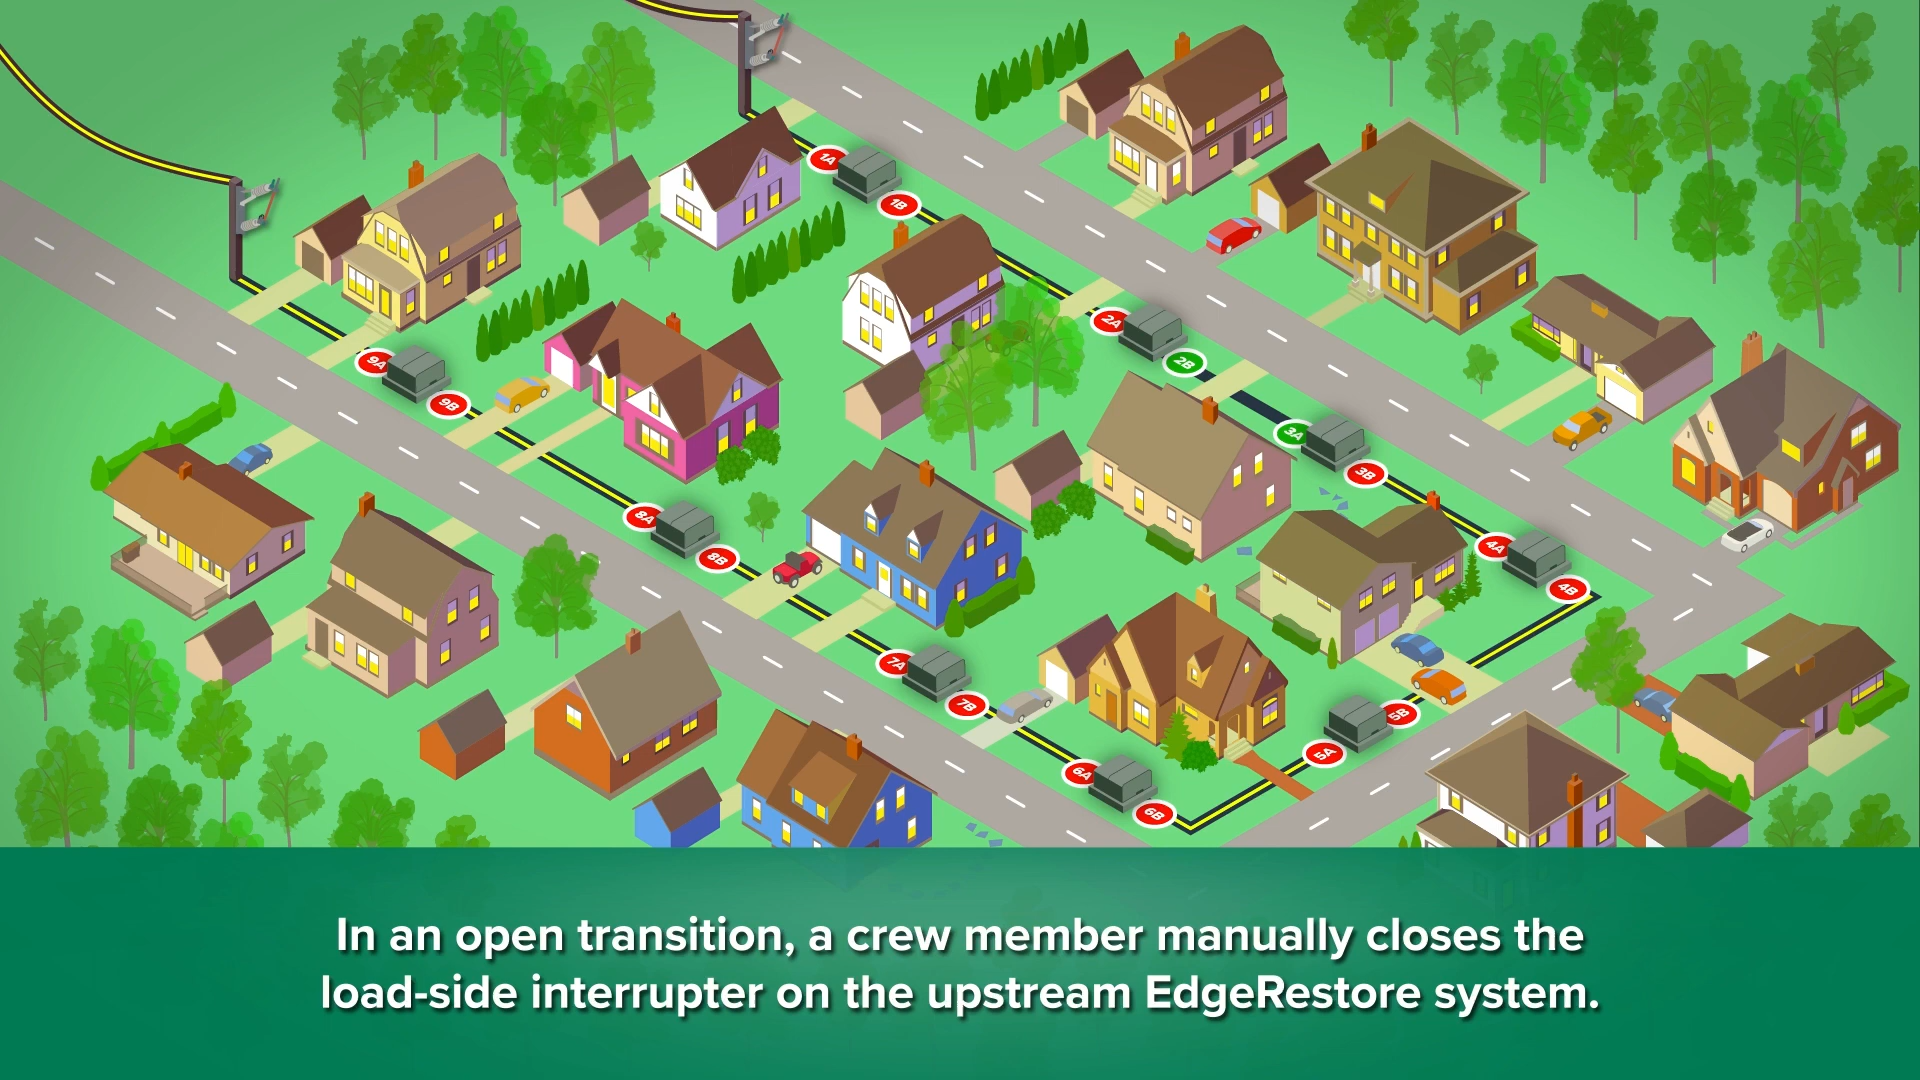 1A
1B
2A
2B
9A
9B
3A
3B
8A
8B
4A
4B
7A
7B
5B
5A
6A
6B
In an open transition, a crew member manually closes the
load-side interrupter on the upstream EdgeRestore system.